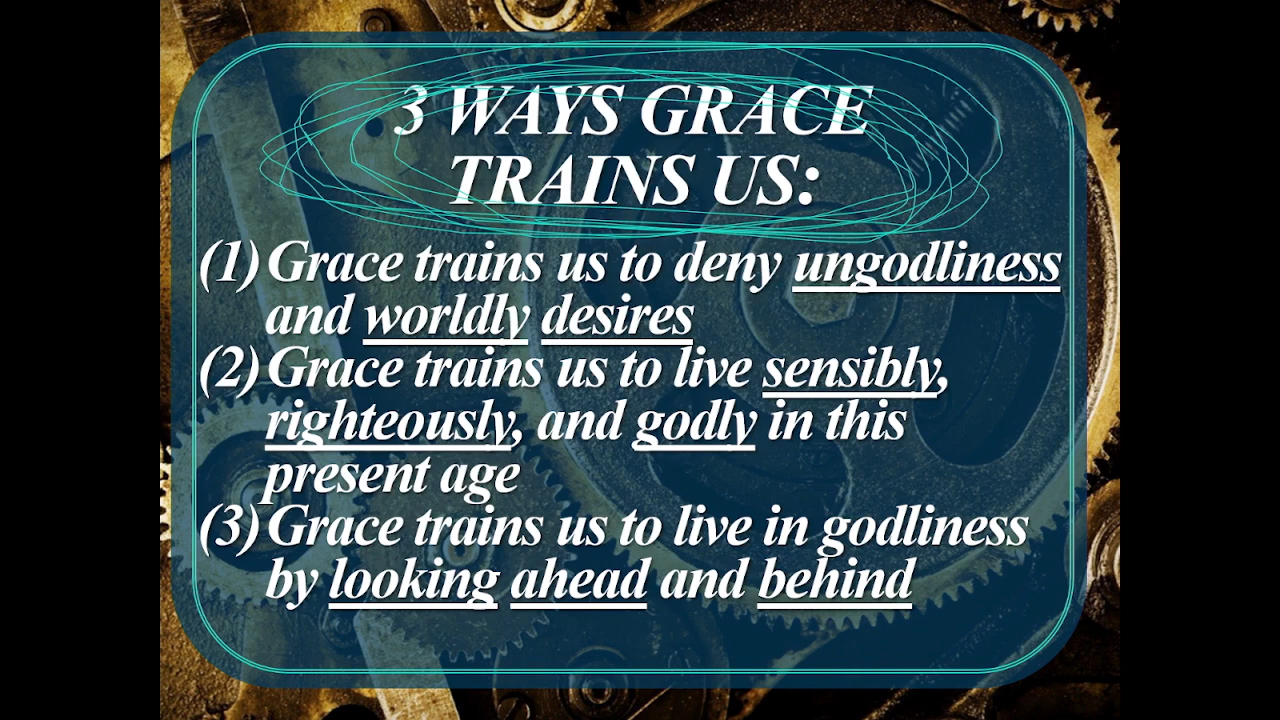 3 WAYS GRACE
TRAINS US:
(1) Grace trains us to deny ungodliness
and worldly desires
(2) Grace trains us to live sensibly,
righteously, and godly in this
present age
(3) Grace trains us to live in godliness
by looking ahead and behind